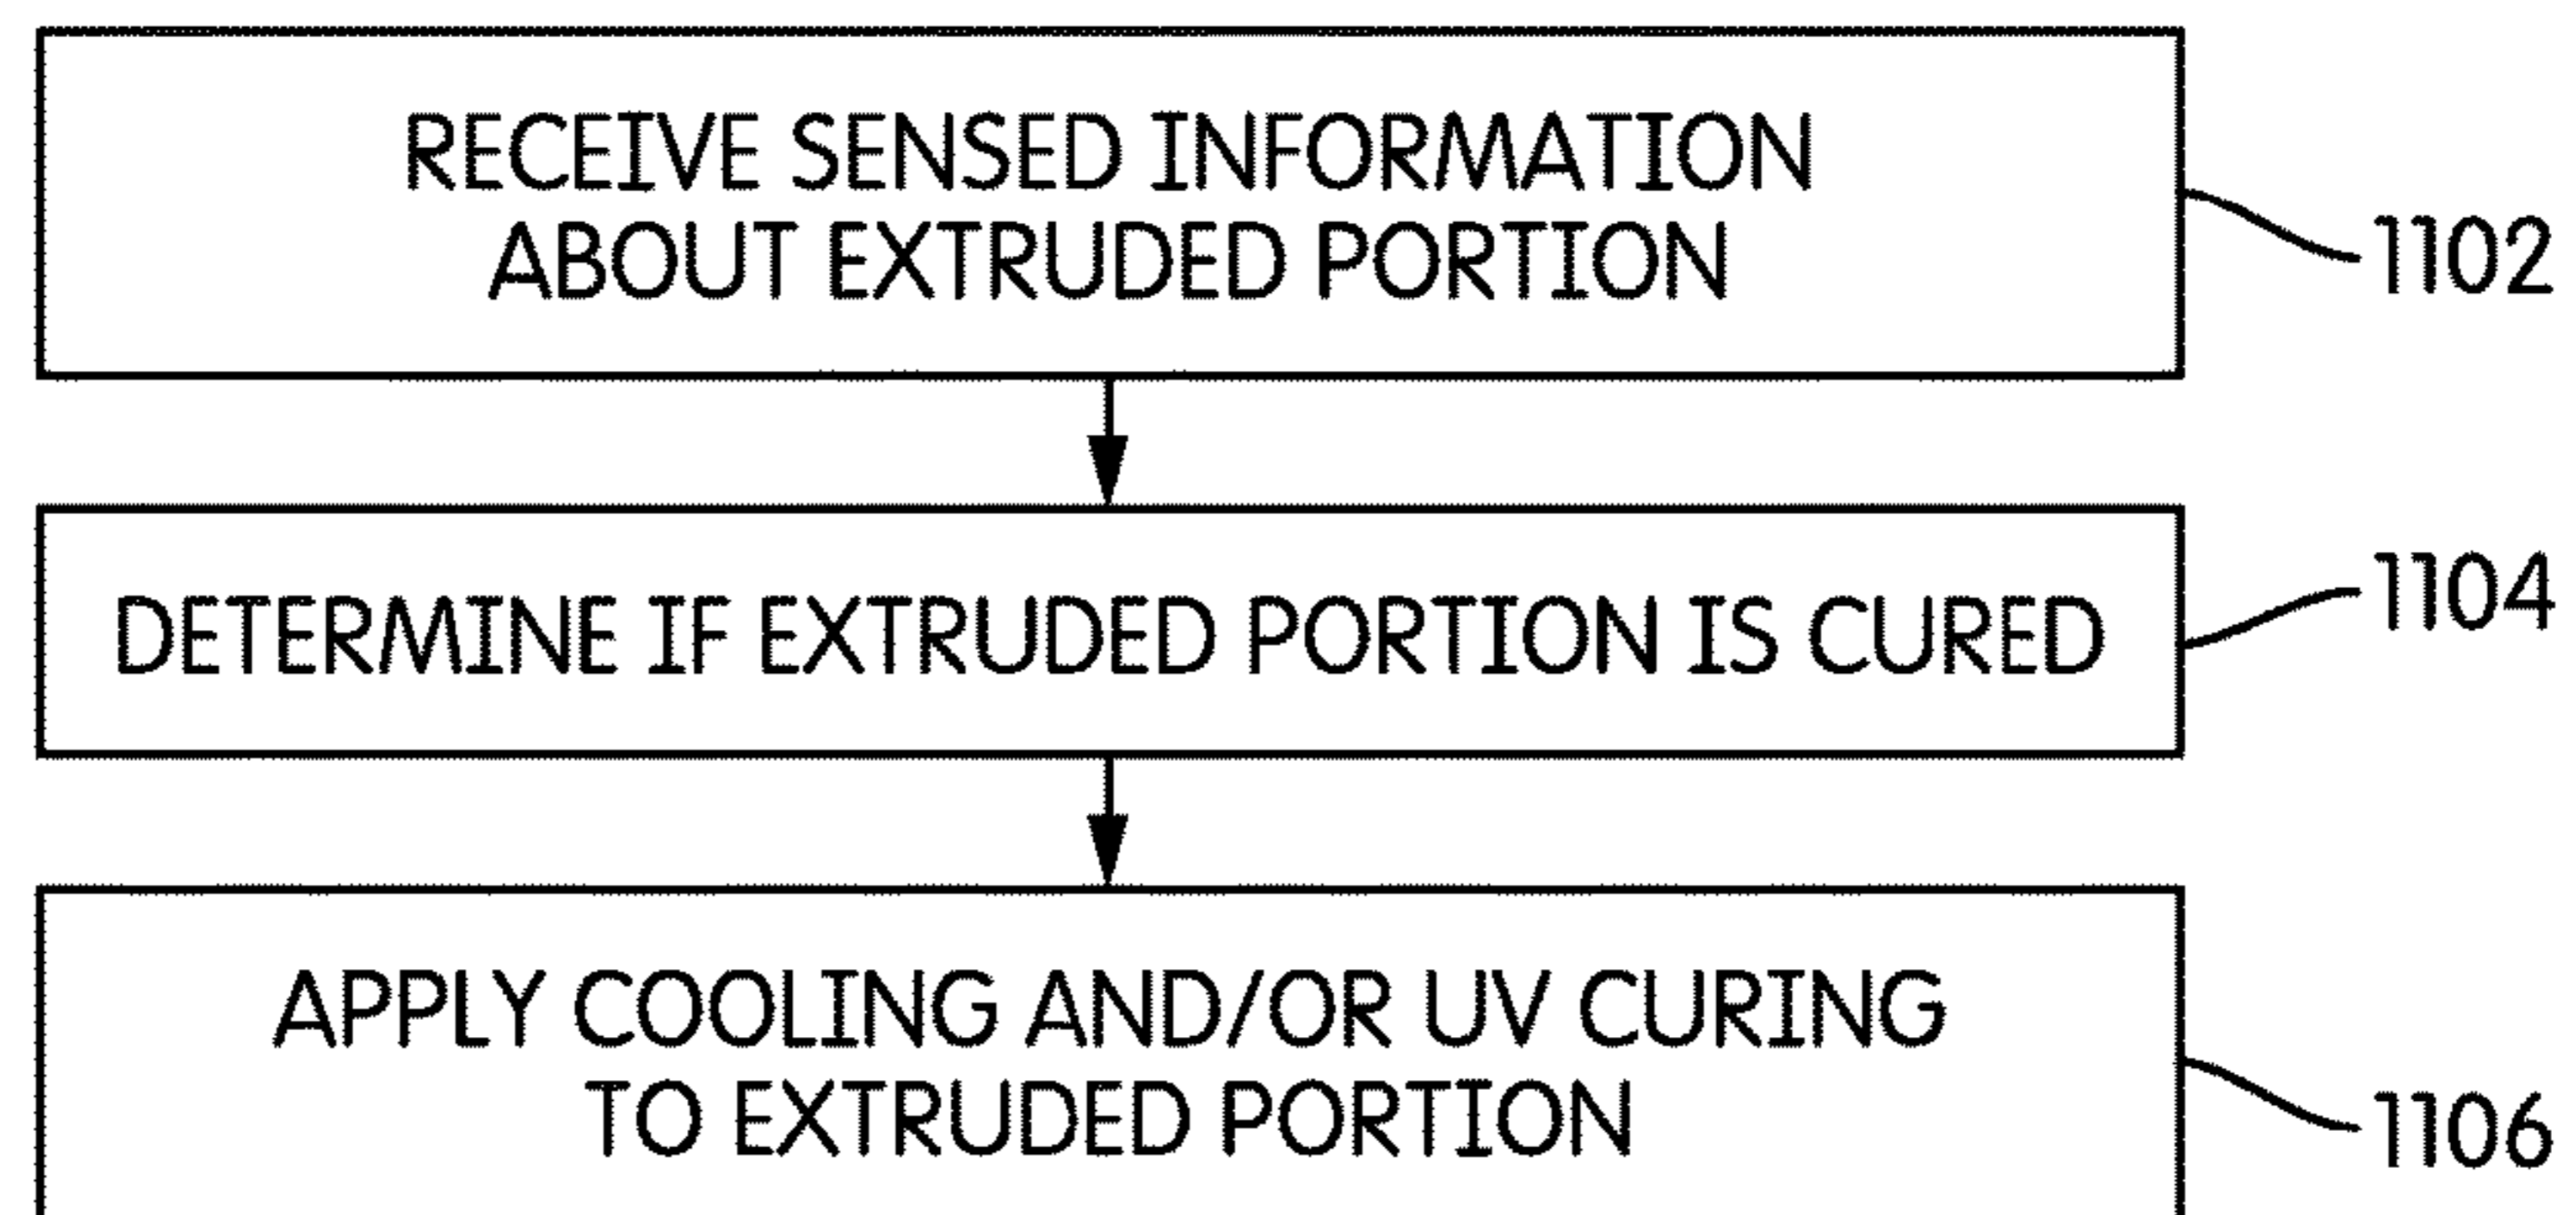 RECEIVE SENSED INFORMATION
ABOUT EXTRUDED PORTION
1102
DETERMINE IF EXTRUDED PORTION IS CURED
1104
APPLY COOLING AND/OR UV CURING
TO EXTRUDED PORTION
1106